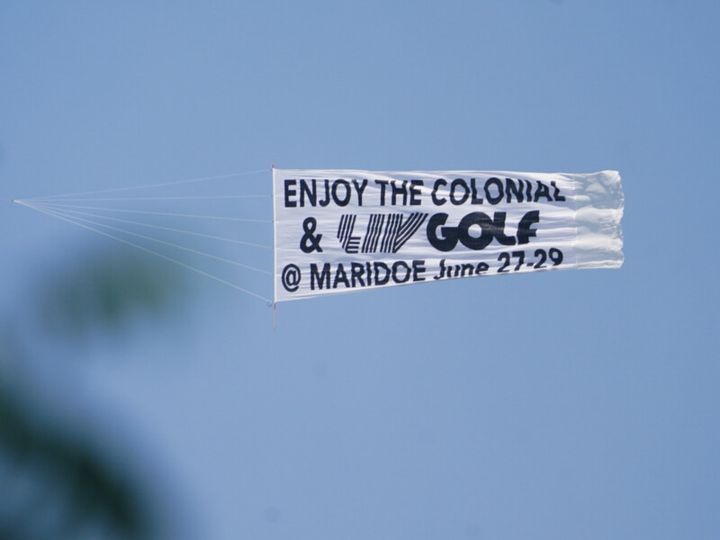 ENJOY THE COLONIAL
& LIV GOLF
@ MARIDOE June 27-29